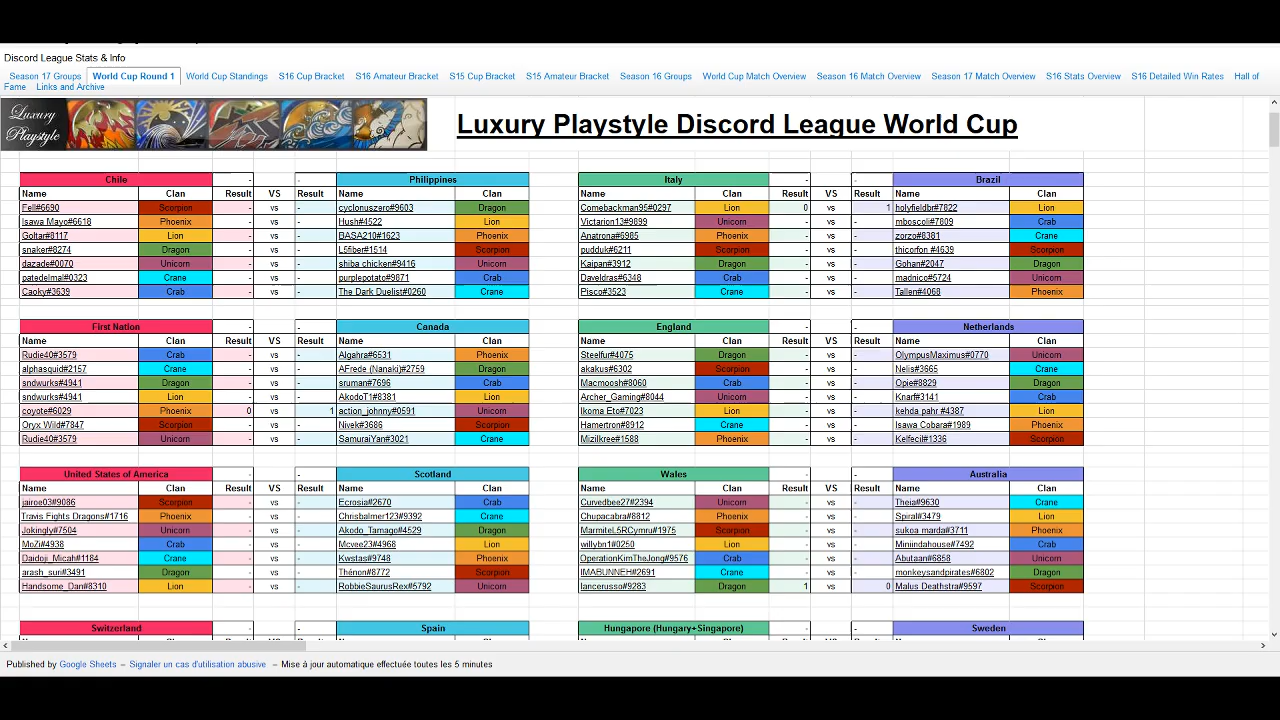 Discord League Stats & Info
Season 17 Groups World Cup Round 1 World Cup Standings S16 Cup Bracket S16 Amateur Bracket S15 Cup Bracket S15 Amateur Bracket Season 16 Groups World Cup Match Overview Season 16 Match Overview Season 17 Match Overview S16 Stats Overview S16 Detailed Win Rates Hall of
Fame Links and Archive
Luxury
Playstyle
Luxury Playstyle Discord League World Cup
Chile - - Philippines Italy - - Brazil
Name Clan Result VS Result Name Clan Name Clan Result VS Result Name Clan
Fell#6690 Scorpion - vs - cyclonuszero#9603 Dragon Comebackman95#0297 Lion 0 vs 1 holyfieldbr#7822 Lion
Isawa Mayo#6618 Phoenix - vs - Hush#4522 Lion Victarion13#9899 Unicorn - vs - mboscoli#7809 Crab
Goltar#8117 Lion - vs - BASA210#1623 Phoenix Anatrona#6985 Phoenix - vs - zorzo#8381 Crane
snaker#8274 Dragon - vs - L5fiber#1514 Scorpion pudduk#6211 Scorpion - vs - thicorfon #4639 Scorpion
dazade#0070 Unicorn - vs - shiba chicken#9416 Unicorn Kaipan#3912 Dragon - vs - Gohan#2047 Dragon
patedelmal#0323 Crane - vs - purplepotato#9871 Crab Daveldras#6348 Crab - vs - madnico#5724 Unicorn
Caoky#3639 Crab - vs - The Dark Duelist#0260 Crane Pisco#3523 Crane - vs - Tallen#4068 Phoenix
First Nation - - Canada England - - Netherlands
Name Clan Result VS Result Name Clan Name Clan Result VS Result Name Clan
Rudie40#3579 Crab - vs - Algahra#6531 Phoenix Steelfur#4075 Dragon - vs - OlympusMaximus#0770 Unicorn
alphasquid#2157 Crane - vs - AFrede (Nanaki)#2759 Dragon akakus#6302 Scorpion - vs - Nelis#3665 Crane
sndwurks#4941 Dragon - vs - sruman#7696 Crab Macmoosh#8060 Crab - vs - Opie#8829 Dragon
sndwurks#4941 Lion - vs - AkodoT1#8381 Lion Archer_Gaming#8044 Unicorn - vs - Knar#3141 Crab
coyote#6029 Phoenix 0 vs 1 action_johnny#0591 Unicorn Ikoma Eto#7023 Lion - vs - kehda pahr #4387 Lion
Oryx Wild#7847 Scorpion - vs - Nivek#3686 Scorpion Hamertron#8912 Crane - vs - Isawa Cobara#1989 Phoenix
Rudie40#3579 Unicorn - vs - SamuraiYan#3021 Crane Mizilkree#1588 Phoenix - vs - Kelfecil#1336 Scorpion
United States of America - - Scotland Wales - - Australia
Name Clan Result VS Result Name Clan Name Clan Result VS Result Name Clan
jairoe03#9086 Scorpion - vs - Ecrosia#2670 Crab Curvedbee27#2394 Unicorn - vs - Theia#9630 Crane
Travs Fights Dragons#1716 Phoenix - vs - Chrisbalmer123#9392 Crane Chupacabra#8812 Phoenix - vs - Spiral#3479 Lion
Jokingly#7504 Unicorn - vs - Akodo_Tamago#4529 Dragon MarmiteL5RCymru#1975 Scorpion - vs - sukoa marda#3711 Phoenix
MeZi#4938 Crab - vs - Mcvee23#4968 Lion willybn1#0250 Lion - vs - Minindahouse#7492 Crab
Daidoji_Micah#1184 Crane - vs - Kwstas#9748 Phoenix OperationKimTheJong#9576 Crab - vs - Abutaan#6858 Unicorn
arash_suri#3491 Dragon - vs - Thénon#8772 Scorpion IMABUNNEH#2691 Crane - vs - monkeysandpirates#6802 Dragon
Handsome_Dan#8310 Lion - vs - RobbieSaurusRex#5792 Unicorn lancerusso#9283 Dragon 1 vs 0 Malus Deathstra#9597 Scorpion
Switzerland - - Spain Hungapore (Hungary+Singapore) - - Sweden
Published by Google Sheets – Signaler un cas d'utilisation abusive – Mise à jour automatique effectuée toutes les 5 minutes